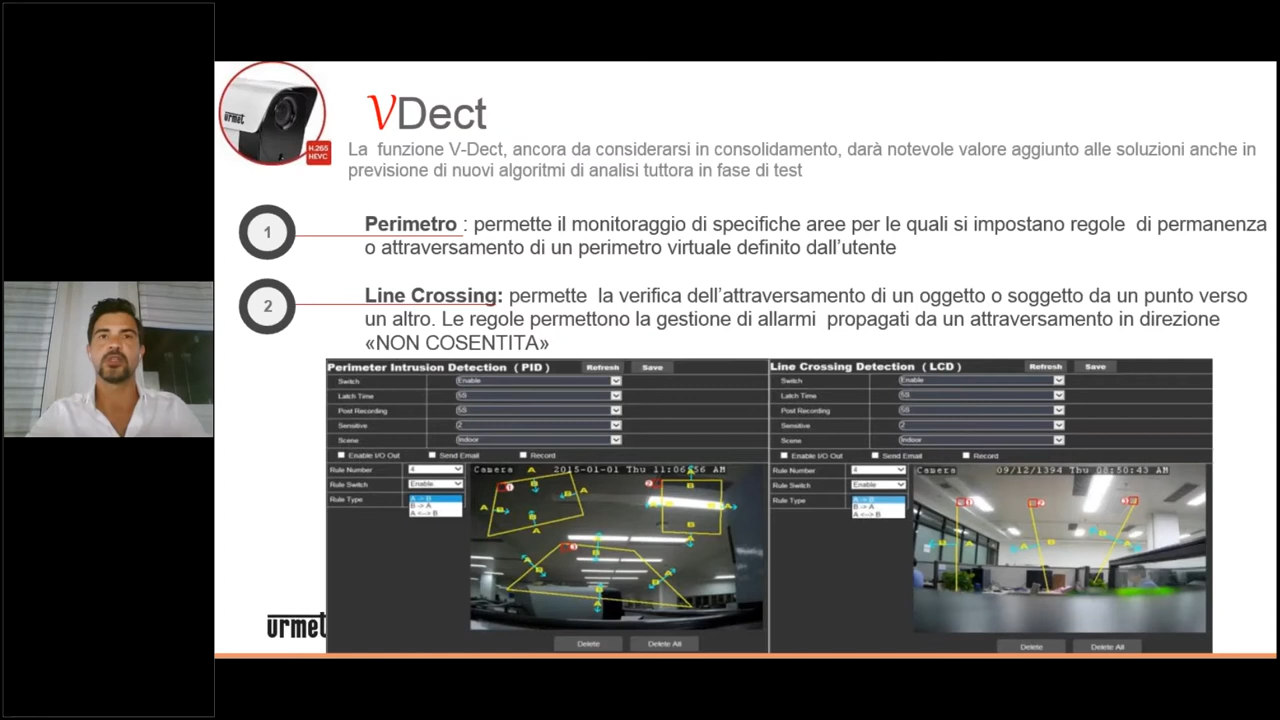 urmet
H.265
HEVC
VDect
La funzione V-Dect, ancora da considerarsi in consolidamento, darà notevole valore aggiunto alle soluzioni anche in
previsione di nuovi algoritmi di analisi tuttora in fase di test
1
Perimetro : permette il monitoraggio di specifiche aree per le quali si impostano regole di permanenza
o attraversamento di un perimetro virtuale definito dall’utente
2
Line Crossing: permette la verifica dell’attraversamento di un oggetto o soggetto da un punto verso
un altro. Le regole permettono la gestione di allarmi propagati da un attraversamento in direzione
«NON COSENTITA»
Perimeter Intrusion Detection ( PID ) Refresh Save
Switch Enable
Latch Time 5S
Post Recording 5S
Sensitive 2
Scene Indoor
Enable I/O Out Send Email Record
Rule Number 4
Rule Switch Enable
Rule Type A -> B
B -> A
A <--> B
Camera 2015-01-01 Thu 11:06:56 AM
Delete Delete All
Line Crossing Detection ( LCD ) Refresh Save
Switch Enable
Latch Time 5S
Post Recording 5S
Sensitive 2
Scene Indoor
Enable I/O Out Send Email Record
Rule Number 4
Rule Switch Enable
Rule Type A -> B
B -> A
A <--> B
Camera 09/12/1394 Thu 08:50:43 AM
Delete Delete All
urmet